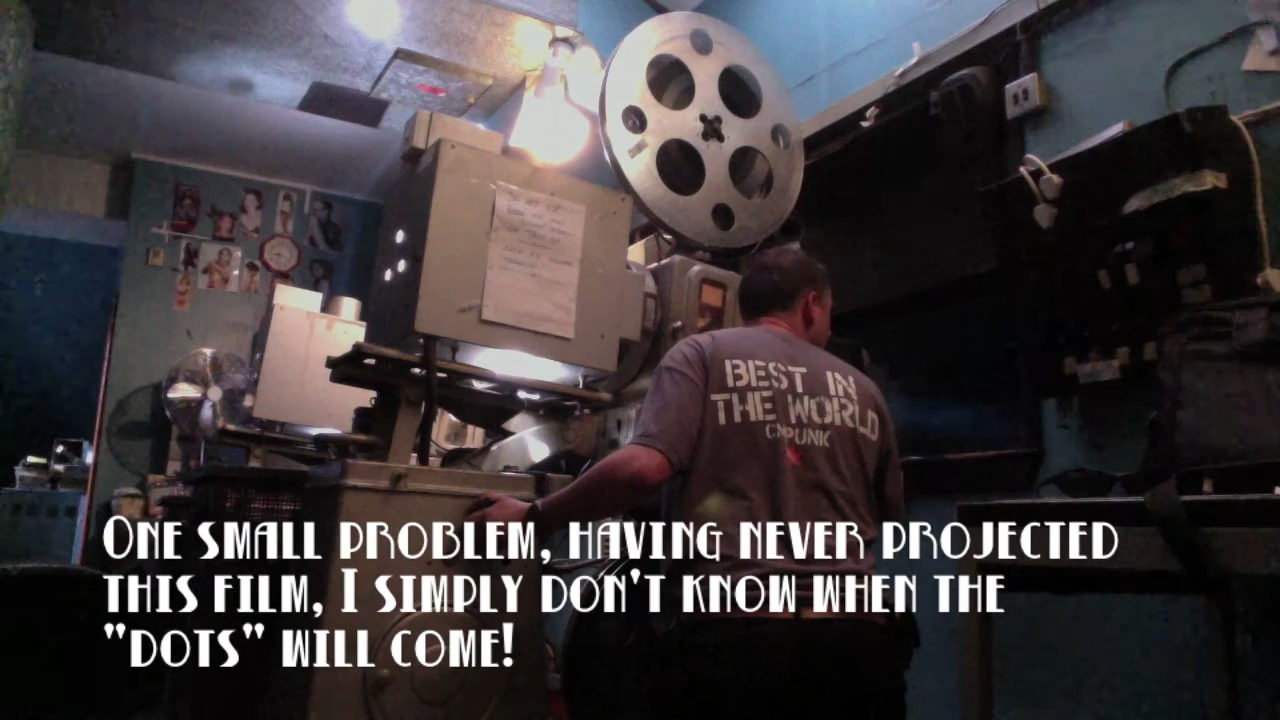 BEST IN
THE WORLD
CMPUNK
One small problem, having never projected
this film, I simply don't know when the
"dots" will come!